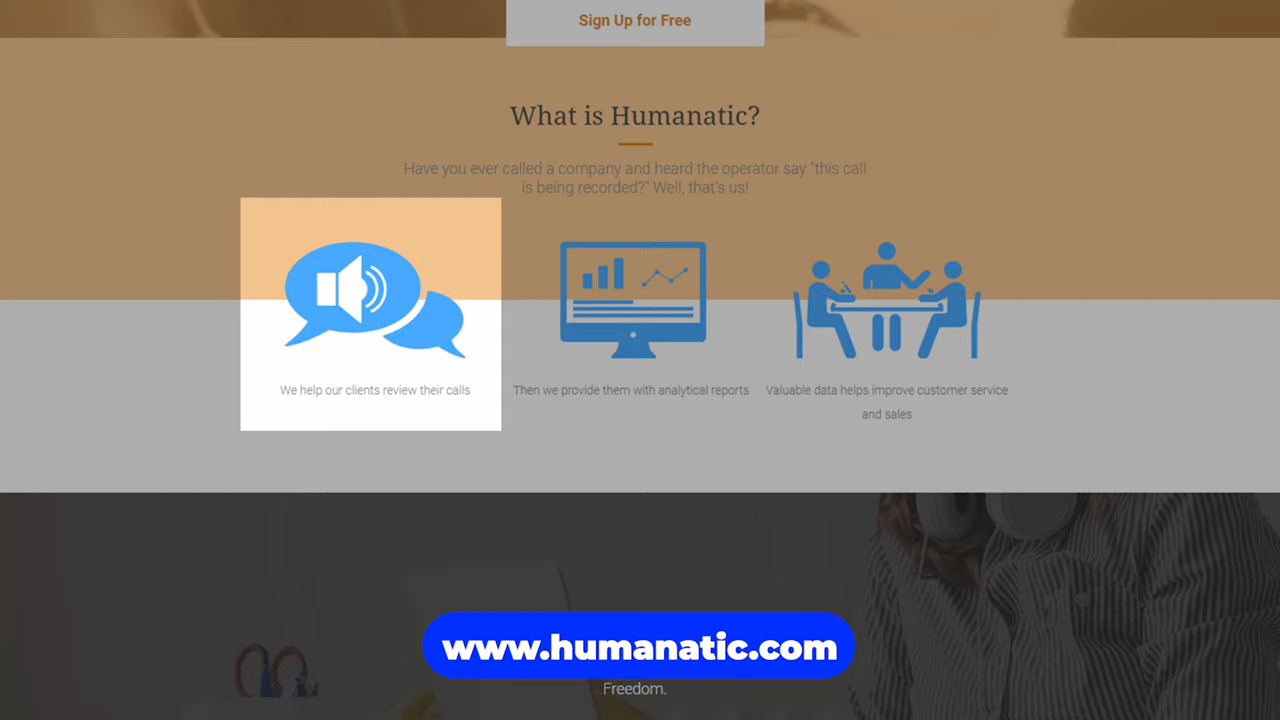 Sign Up for Free
What is Humanatic?
Have you ever called a company and heard the operator say "this call
is being recorded?" Well, that's us!
We help our clients review their calls
Then we provide them with analytical reports
Valuable data helps improve customer service
and sales
www.humanatic.com
Freedom.